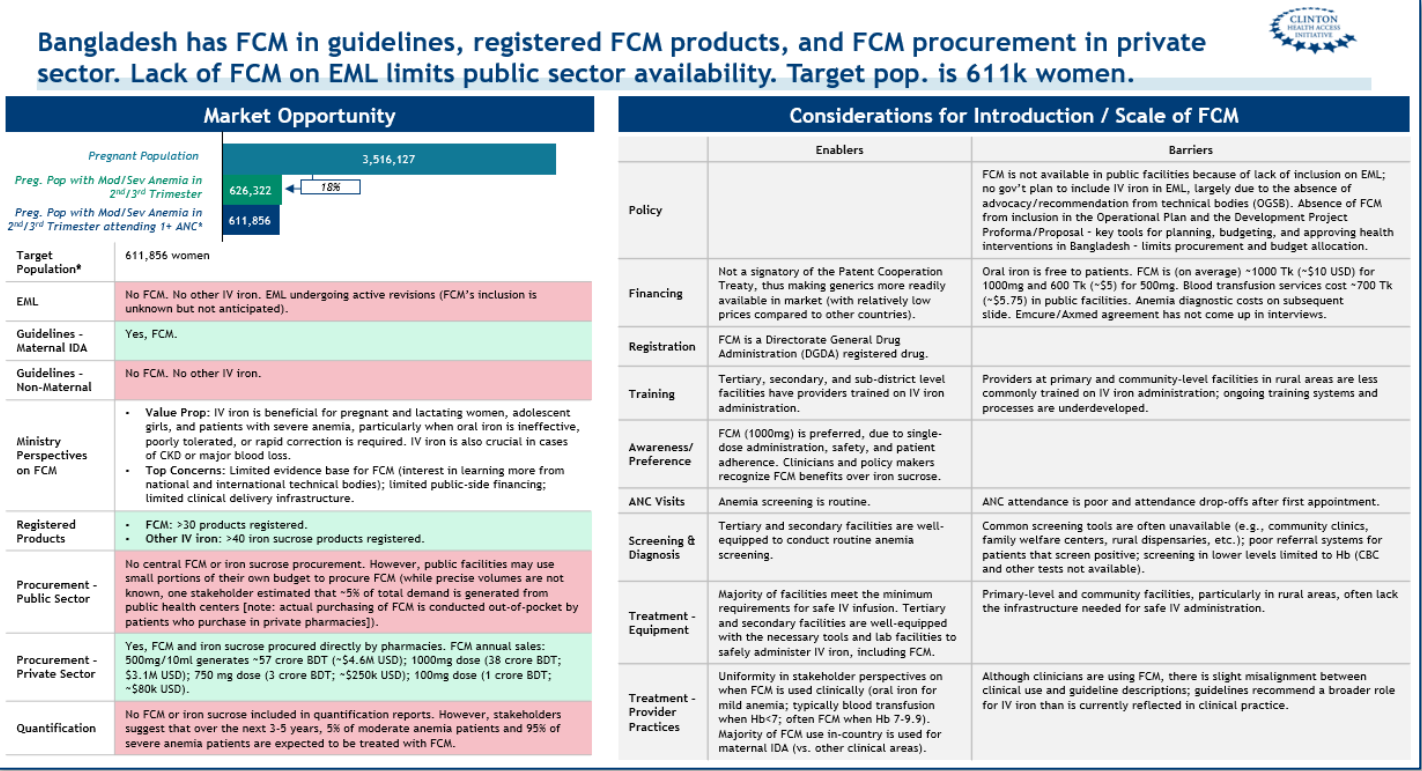 Bangladesh has FCM in guidelines, registered FCM products, and FCM procurement in private
sector. Lack of FCM on EML limits public sector availability. Target pop. is 611k women.
CLINTON
HEALTH ACCESS
INITIATIVE
Market Opportunity
Pregnant Population
3,516,127
Preg. Pop with Mod/Sev Anemia in
2nd/3rd Trimester
626,322
18%
Preg. Pop with Mod/Sev Anemia in
2nd/3rd Trimester attending 1+ ANC*
611,856
Target
Population*
611,856 women
EML
No FCM. No other IV iron. EML undergoing active revisions (FCM's inclusion is
unknown but not anticipated).
Guidelines -
Maternal IDA
Yes, FCM.
Guidelines -
Non-Maternal
No FCM. No other IV iron.
Ministry
Perspectives
on FCM
• Value Prop: IV iron is beneficial for pregnant and lactating women, adolescent
girls, and patients with severe anemia, particularly when oral iron is ineffective,
poorly tolerated, or rapid correction is required. IV iron is also crucial in cases
of CKD or major blood loss.
• Top Concerns: Limited evidence base for FCM (interest in learning more from
national and international technical bodies); limited public-side financing;
limited clinical delivery infrastructure.
Registered
Products
• FCM: >30 products registered.
• Other IV iron: >40 iron sucrose products registered.
Procurement -
Public Sector
No central FCM or iron sucrose procurement. However, public facilities may use
small portions of their own budget to procure FCM (while precise volumes are not
known, one stakeholder estimated that ~5% of total demand is generated from
public health centers [note: actual purchasing of FCM is conducted out-of-pocket by
patients who purchase in private pharmacies]).
Procurement -
Private Sector
Yes, FCM and iron sucrose procured directly by pharmacies. FCM annual sales:
500mg/10ml generates ~57 crore BDT (~$4.6M USD); 1000mg dose (38 crore BDT;
$3.1M USD); 750 mg dose (3 crore BDT; ~$250k USD); 100mg dose (1 crore BDT;
~$80k USD).
Quantification
No FCM or iron sucrose included in quantification reports. However, stakeholders
suggest that over the next 3-5 years, 5% of moderate anemia patients and 95% of
severe anemia patients are expected to be treated with FCM.
Considerations for Introduction / Scale of FCM
Enablers
Barriers
Policy
FCM is not available in public facilities because of lack of inclusion on EML;
no gov't plan to include IV iron in EML, largely due to the absence of
advocacy/recommendation from technical bodies (OGSB). Absence of FCM
from inclusion in the Operational Plan and the Development Project
Proforma/Proposal - key tools for planning, budgeting, and approving health
interventions in Bangladesh - limits procurement and budget allocation.
Financing
Not a signatory of the Patent Cooperation
Treaty, thus making generics more readily
available in market (with relatively low
prices compared to other countries).
Oral iron is free to patients. FCM is (on average) ~1000 Tk (~$10 USD) for
1000mg and 600 Tk (~$5) for 500mg. Blood transfusion services cost ~700 Tk
(~$5.75) in public facilities. Anemia diagnostic costs on subsequent
slide. Emcure/Axmed agreement has not come up in interviews.
Registration
FCM is a Directorate General Drug
Administration (DGDA) registered drug.
Training
Tertiary, secondary, and sub-district level
facilities have providers trained on IV iron
administration.
Providers at primary and community-level facilities in rural areas are less
commonly trained on IV iron administration; ongoing training systems and
processes are underdeveloped.
Awareness/
Preference
FCM (1000mg) is preferred, due to single-
dose administration, safety, and patient
adherence. Clinicians and policy makers
recognize FCM benefits over iron sucrose.
ANC Visits
Anemia screening is routine.
ANC attendance is poor and attendance drop-offs after first appointment.
Screening &
Diagnosis
Tertiary and secondary facilities are well-
equipped to conduct routine anemia
screening.
Common screening tools are often unavailable (e.g., community clinics,
family welfare centers, rural dispensaries, etc.); poor referral systems for
patients that screen positive; screening in lower levels limited to Hb (CBC
and other tests not available).
Treatment -
Equipment
Majority of facilities meet the minimum
requirements for safe IV infusion. Tertiary
and secondary facilities are well-equipped
with the necessary tools and lab facilities to
safely administer IV iron, including FCM.
Primary-level and community facilities, particularly in rural areas, often lack
the infrastructure needed for safe IV administration.
Treatment -
Provider
Practices
Uniformity in stakeholder perspectives on
when FCM is used clinically (oral iron for
mild anemia; typically blood transfusion
when Hb<7; often FCM when Hb 7-9.9).
Majority of FCM use in-country is used for
maternal IDA (vs. other clinical areas).
Although clinicians are using FCM, there is slight misalignment between
clinical use and guideline descriptions; guidelines recommend a broader role
for IV iron than is currently reflected in clinical practice.